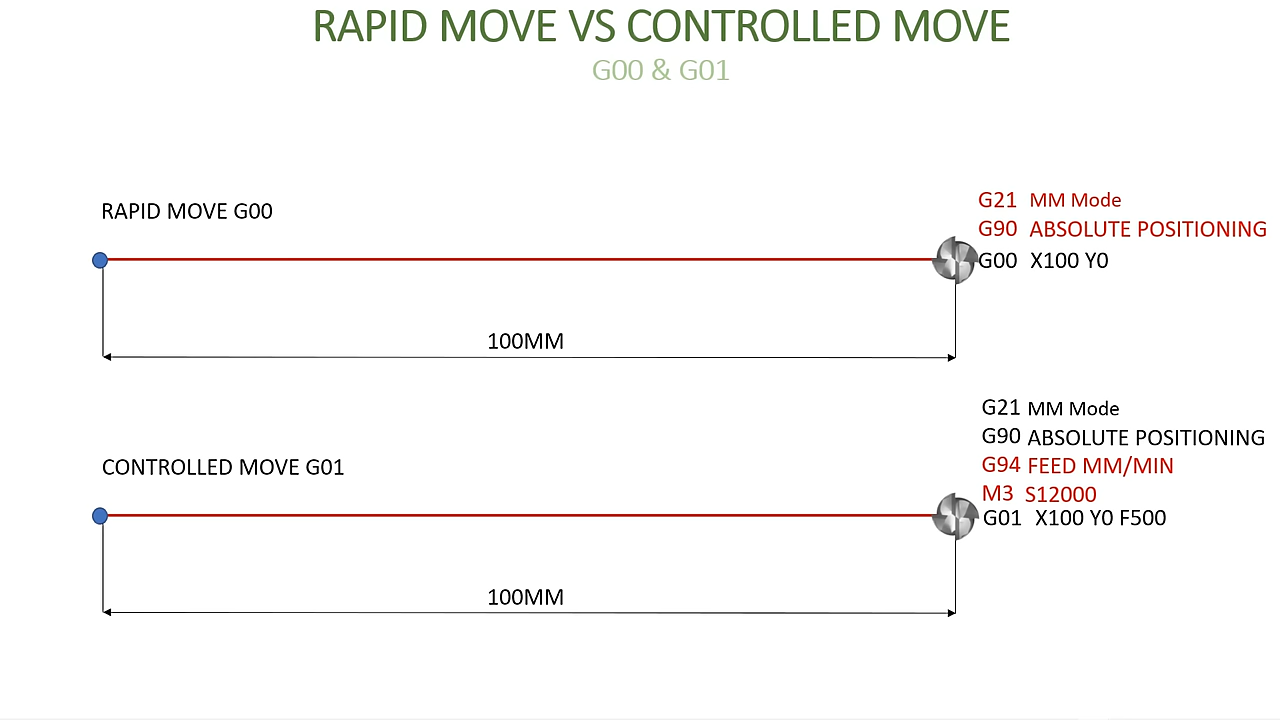 RAPID MOVE VS CONTROLLED MOVE
G00 & G01
RAPID MOVE G00
G21 MM Mode
G90 ABSOLUTE POSITIONING
G00 X100 Y0
100MM
CONTROLLED MOVE G01
G21 MM Mode
G90 ABSOLUTE POSITIONING
G94 FEED MM/MIN
M3 S12000
G01 X100 Y0 F500
100MM